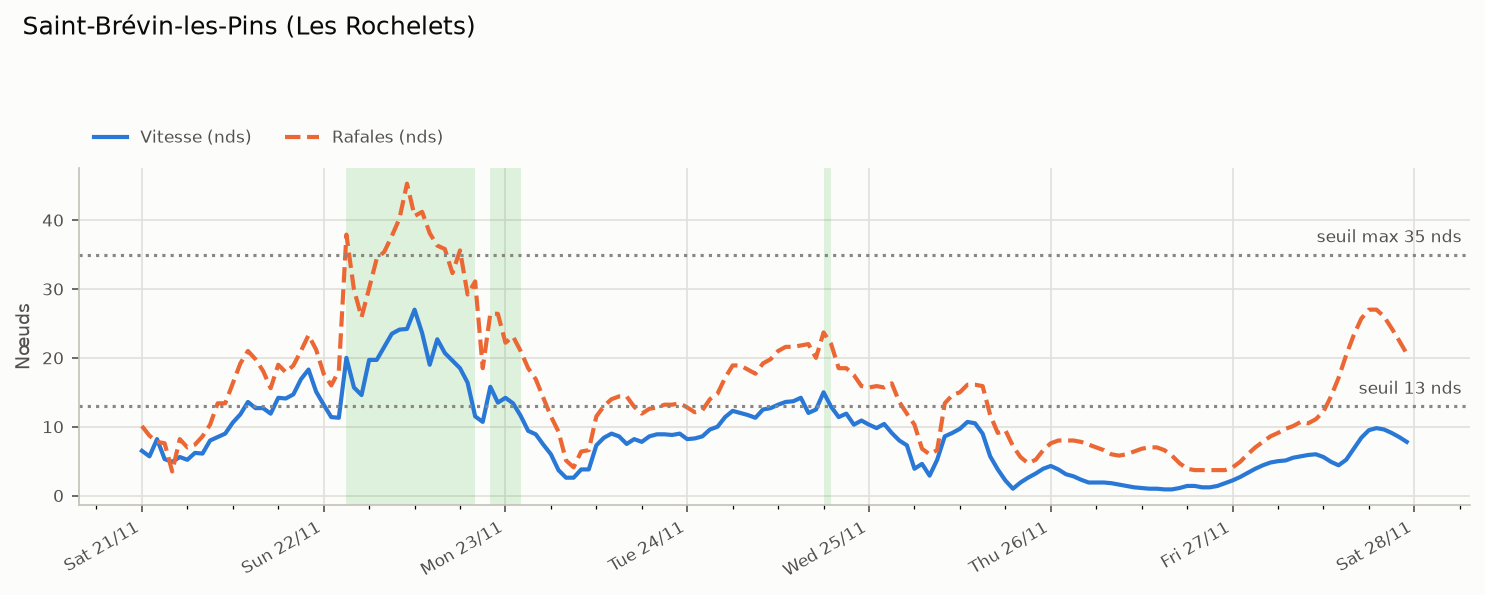 Saint-Brévin-les-Pins (Les Rochelets)
Vitesse (nds) Rafales (nds)
Nœuds
40
30
20
10
0
seuil max 35 nds
seuil 13 nds
Sat 21/11 Sun 22/11 Mon 23/11 Tue 24/11 Wed 25/11 Thu 26/11 Fri 27/11 Sat 28/11